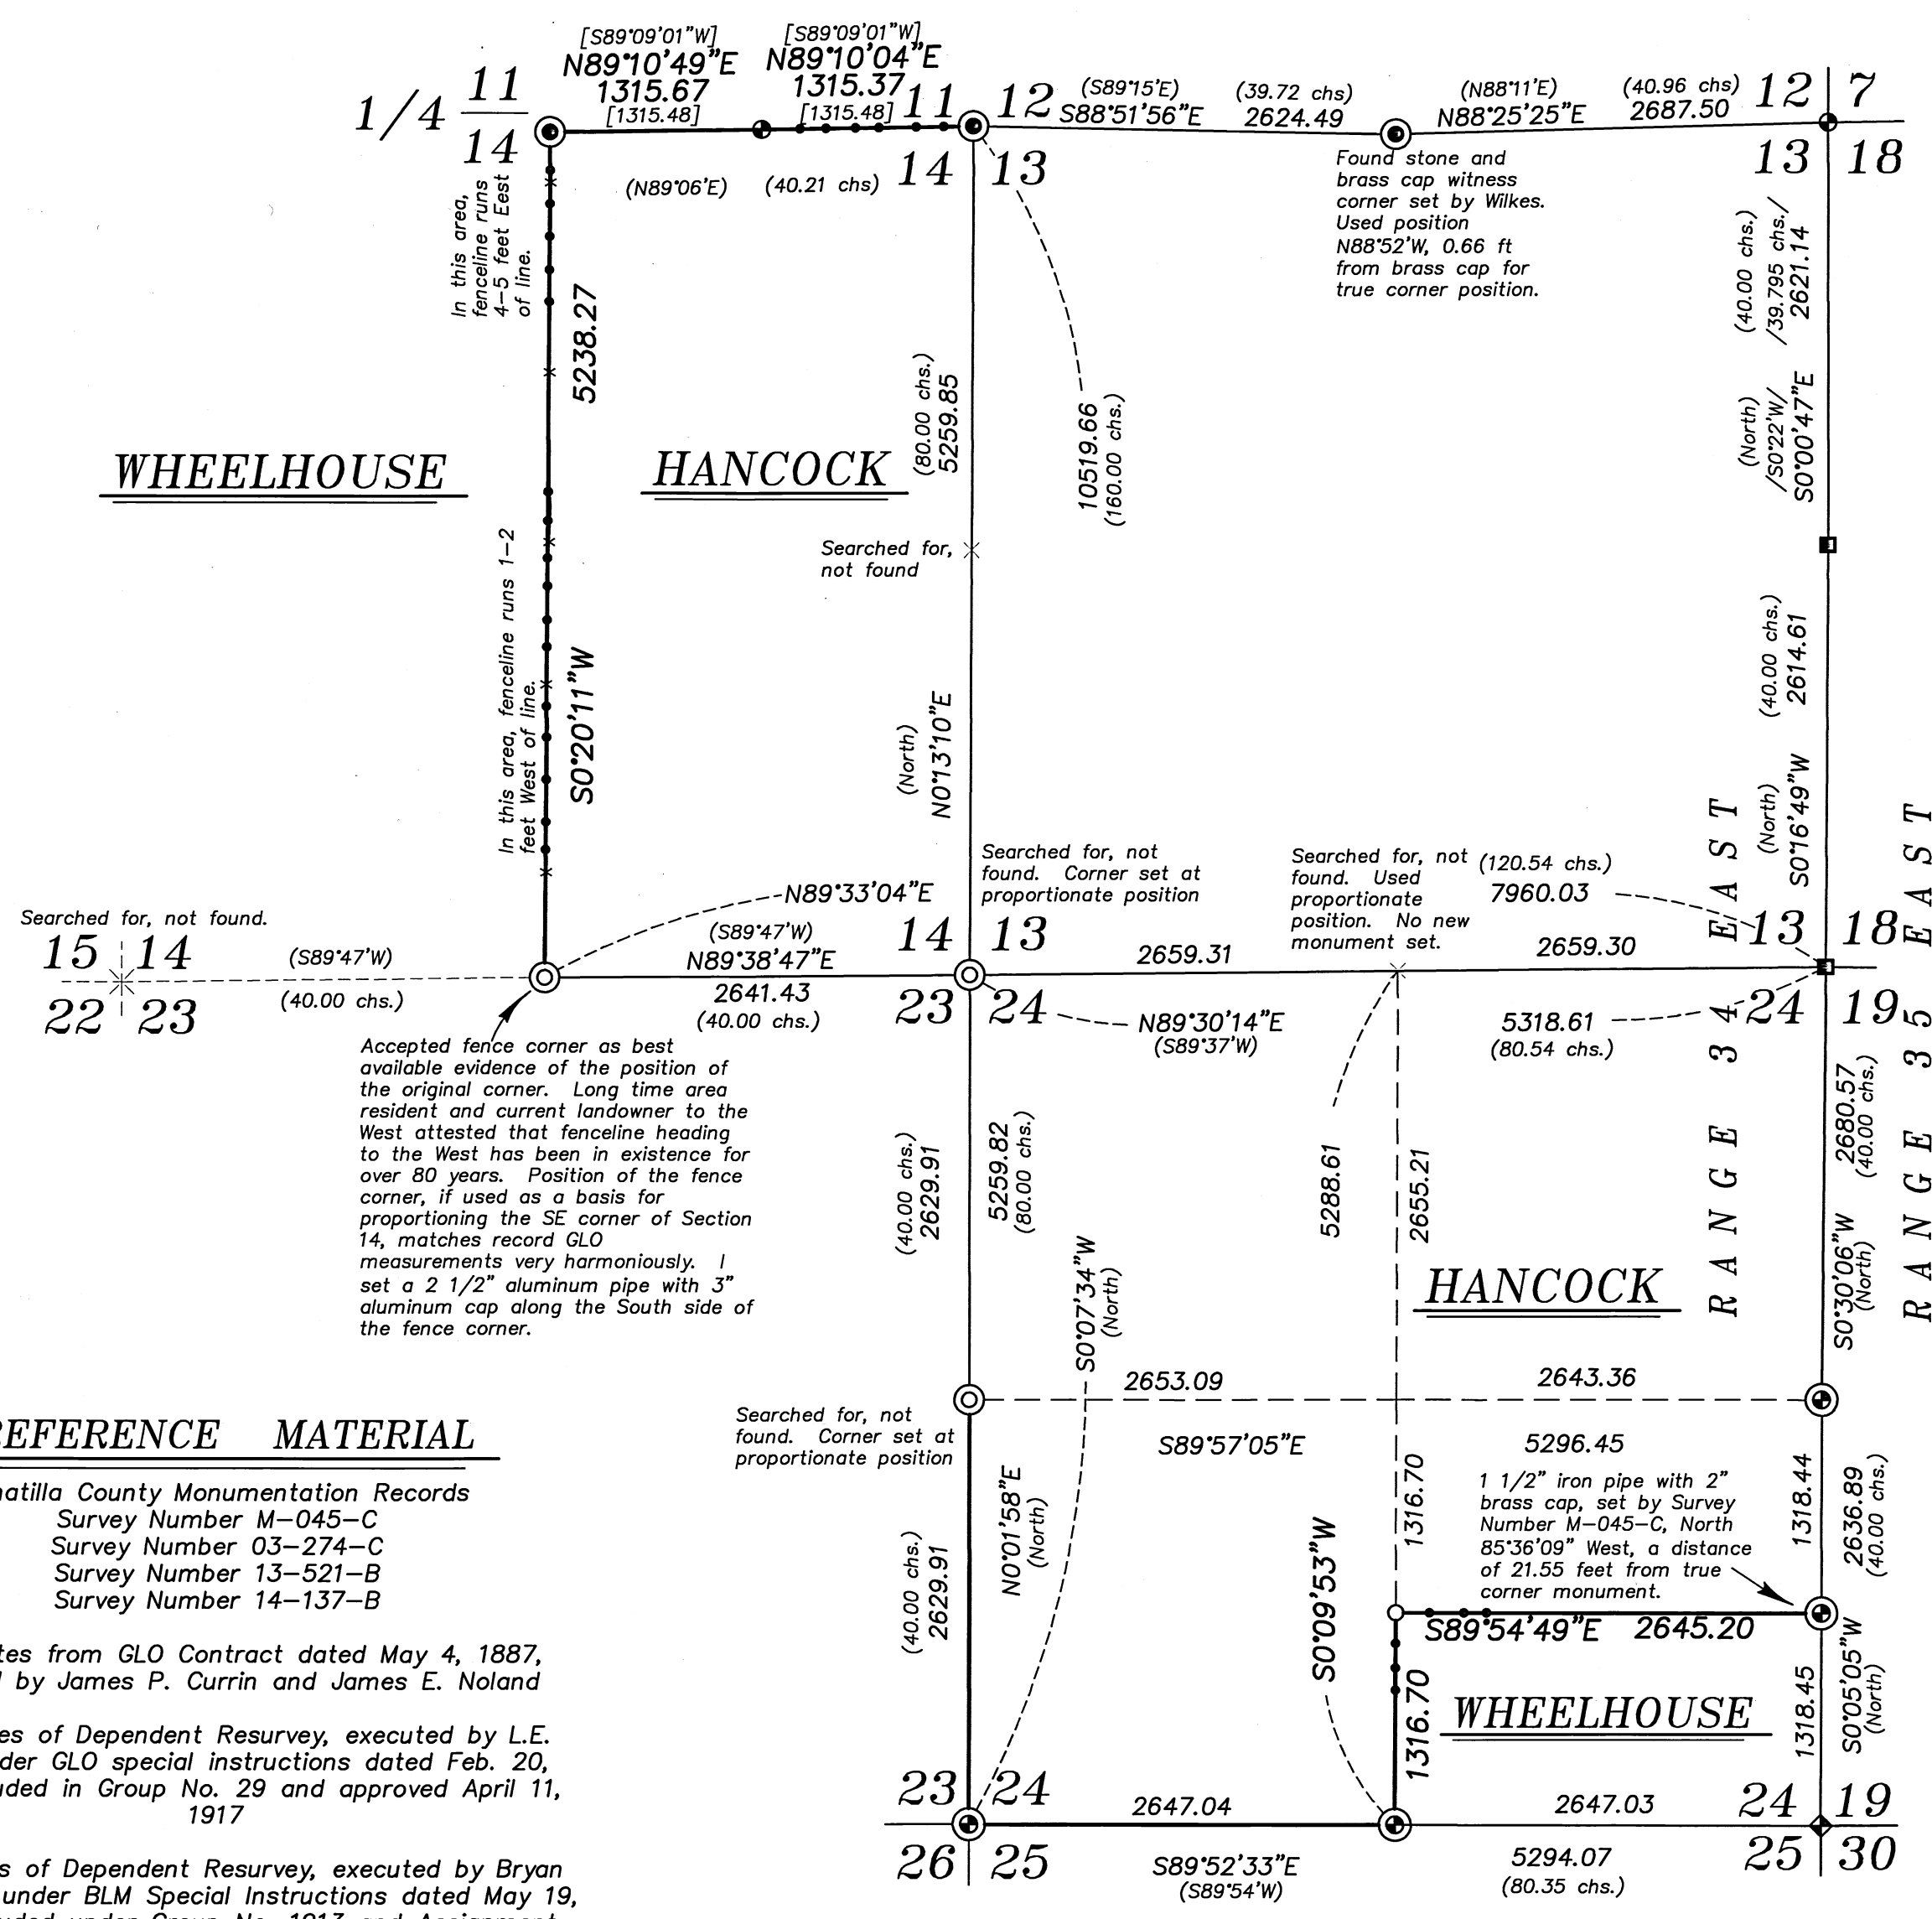 [S89°09'01"W]
N89°10'49"E
1315.67
[1315.48]
[S89°09'01"W]
N89°10'04"E
1315.37
[1315.48]
1/4
11
14
11
12
14
13
(S89°15'E)
S88°51'56"E
(39.72 chs)
2624.49
(N88°11'E)
N88°25'25"E
(40.96 chs)
2687.50
12
7
13
18
(N89°06'E)
(40.21 chs)
In this area,
fenceline runs
4-5 feet Eest
of line.
Found stone and
brass cap witness
corner set by Wilkes.
Used position
N88°52'W, 0.66 ft
from brass cap for
true corner position.
(40.00 chs.)
/39.795 chs./
2621.14
5238.27
(80.00 chs.)
5259.85
10519.66
(160.00 chs.)
(North)
/S0°22'W/
S0°00'47"E
WHEELHOUSE
HANCOCK
Searched for,
not found
In this area, fenceline runs 1-2
feet West of line.
S0°20'11"W
(North)
N0°13'10"E
(40.00 chs.)
2614.61
(North)
S0°16'49"W
Searched for, not found.
15
14
22
23
(S89°47'W)
(40.00 chs.)
N89°33'04"E
(S89°47'W)
N89°38'47"E
2641.43
(40.00 chs.)
Searched for, not
found. Corner set at
proportionate position
14
13
23
24
2659.31
N89°30'14"E
(S89°37'W)
Searched for, not
found. Used
proportionate
position. No new
monument set.
(120.54 chs.)
7960.03
2659.30
13
18
24
19
5318.61
(80.54 chs.)
RANGE 34 EAST
RANGE 35 EAST
Accepted fence corner as best
available evidence of the position of
the original corner. Long time area
resident and current landowner to the
West attested that fenceline heading
to the West has been in existence for
over 80 years. Position of the fence
corner, if used as a basis for
proportioning the SE corner of Section
14, matches record GLO
measurements very harmoniously. I
set a 2 1/2" aluminum pipe with 3"
aluminum cap along the South side of
the fence corner.
(40.00 chs.)
2629.91
5259.82
(80.00 chs.)
S0°07'34"W
(North)
5288.61
2655.21
2680.57
(40.00 chs.)
S0°30'06"W
(North)
HANCOCK
2653.09
2643.36
Searched for, not
found. Corner set at
proportionate position
S89°57'05"E
5296.45
1 1/2" iron pipe with 2"
brass cap, set by Survey
Number M-045-C, North
85°36'09" West, a distance
of 21.55 feet from true
corner monument.
1316.70
1318.44
2636.89
(40.00 chs.)
(40.00 chs.)
2629.91
N0°01'58"E
(North)
S0°09'53"W
S89°54'49"E 2645.20
1316.70
WHEELHOUSE
1318.45
S0°05'05"W
(North)
23
24
26
25
2647.04
2647.03
S89°52'33"E
(S89°54'W)
5294.07
(80.35 chs.)
24
19
25
30
EFERENCE MATERIAL
atilla County Monumentation Records
Survey Number M-045-C
Survey Number 03-274-C
Survey Number 13-521-B
Survey Number 14-137-B
tes from GLO Contract dated May 4, 1887,
by James P. Currin and James E. Noland
es of Dependent Resurvey, executed by L.E.
der GLO special instructions dated Feb. 20,
uded in Group No. 29 and approved April 11,
1917
s of Dependent Resurvey, executed by Bryan
under BLM Special Instructions dated May 19,